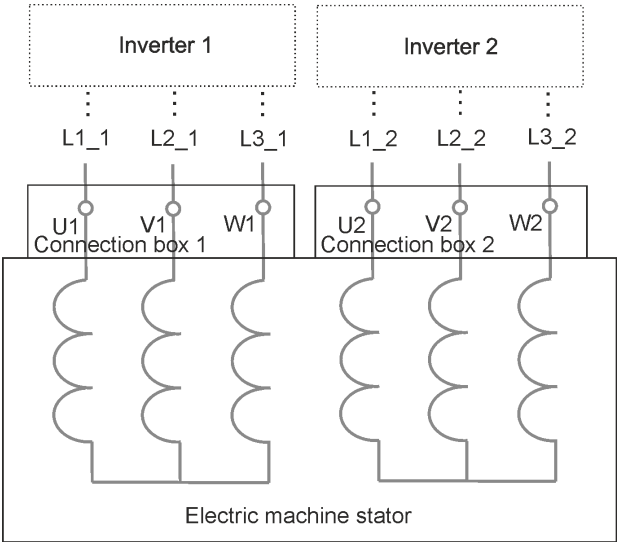 Inverter 1
Inverter 2
L1_1 L2_1 L3_1 L1_2 L2_2 L3_2
U1 V1 W1 U2 V2 W2
Connection box 1
Connection box 2
Electric machine stator